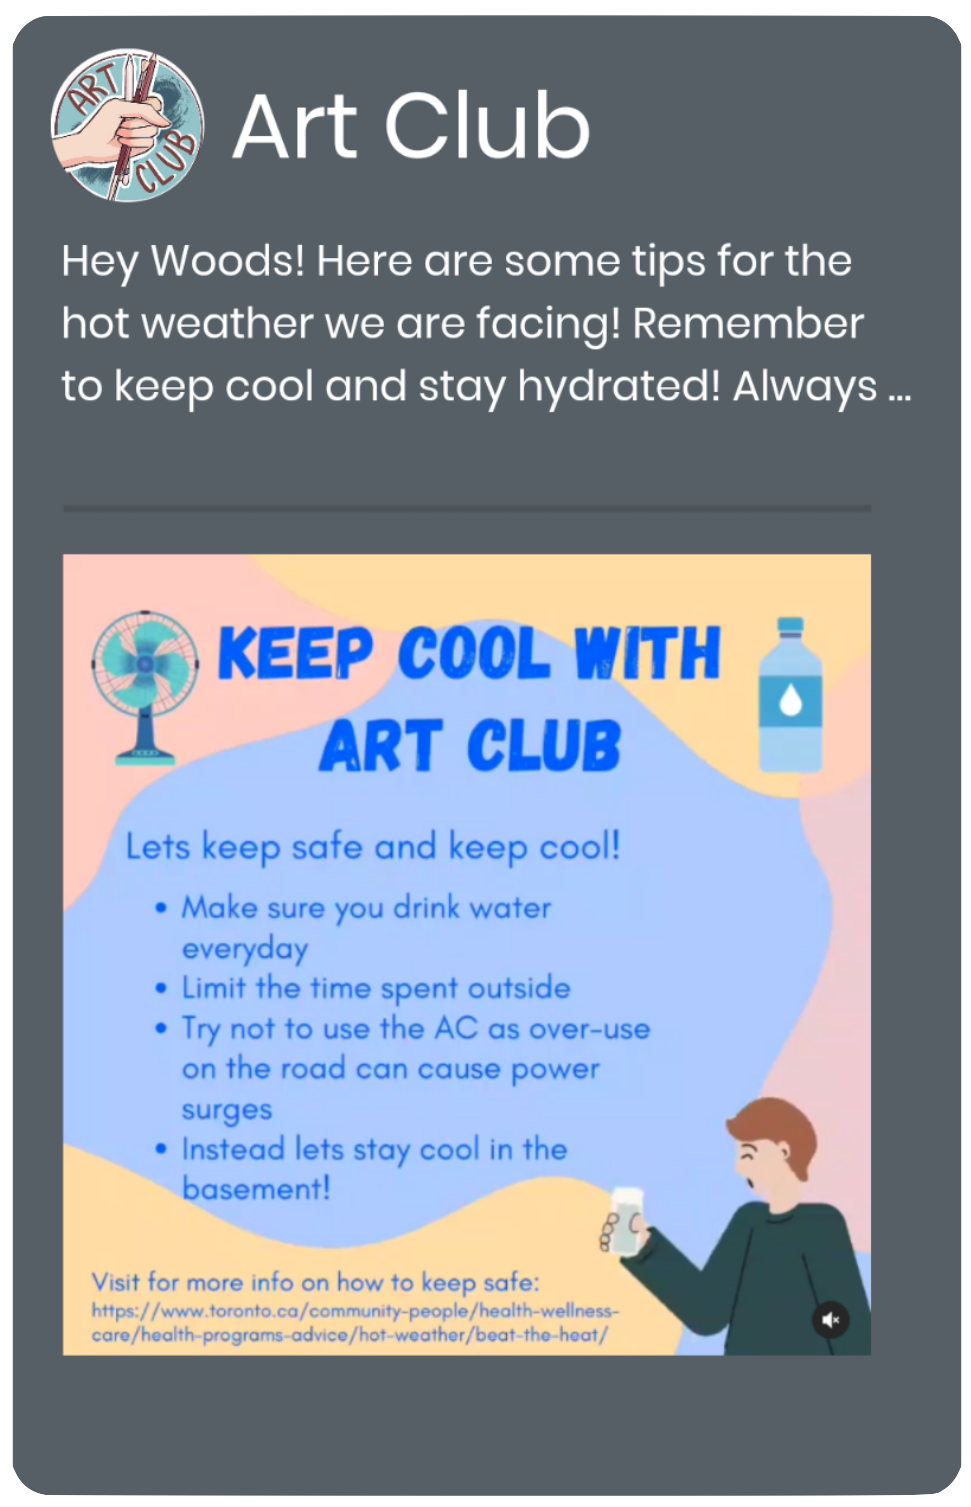 ART
CLUB
Art Club
Hey Woods! Here are some tips for the
hot weather we are facing! Remember
to keep cool and stay hydrated! Always ...
KEEP COOL WITH
ART CLUB
Lets keep safe and keep cool!
• Make sure you drink water
everyday
• Limit the time spent outside
• Try not to use the AC as over-use
on the road can cause power
surges
• Instead lets stay cool in the
basement!
Visit for more info on how to keep safe:
https://www.toronto.ca/community-people/health-wellness-
care/health-programs-advice/hot-weather/beat-the-heat/